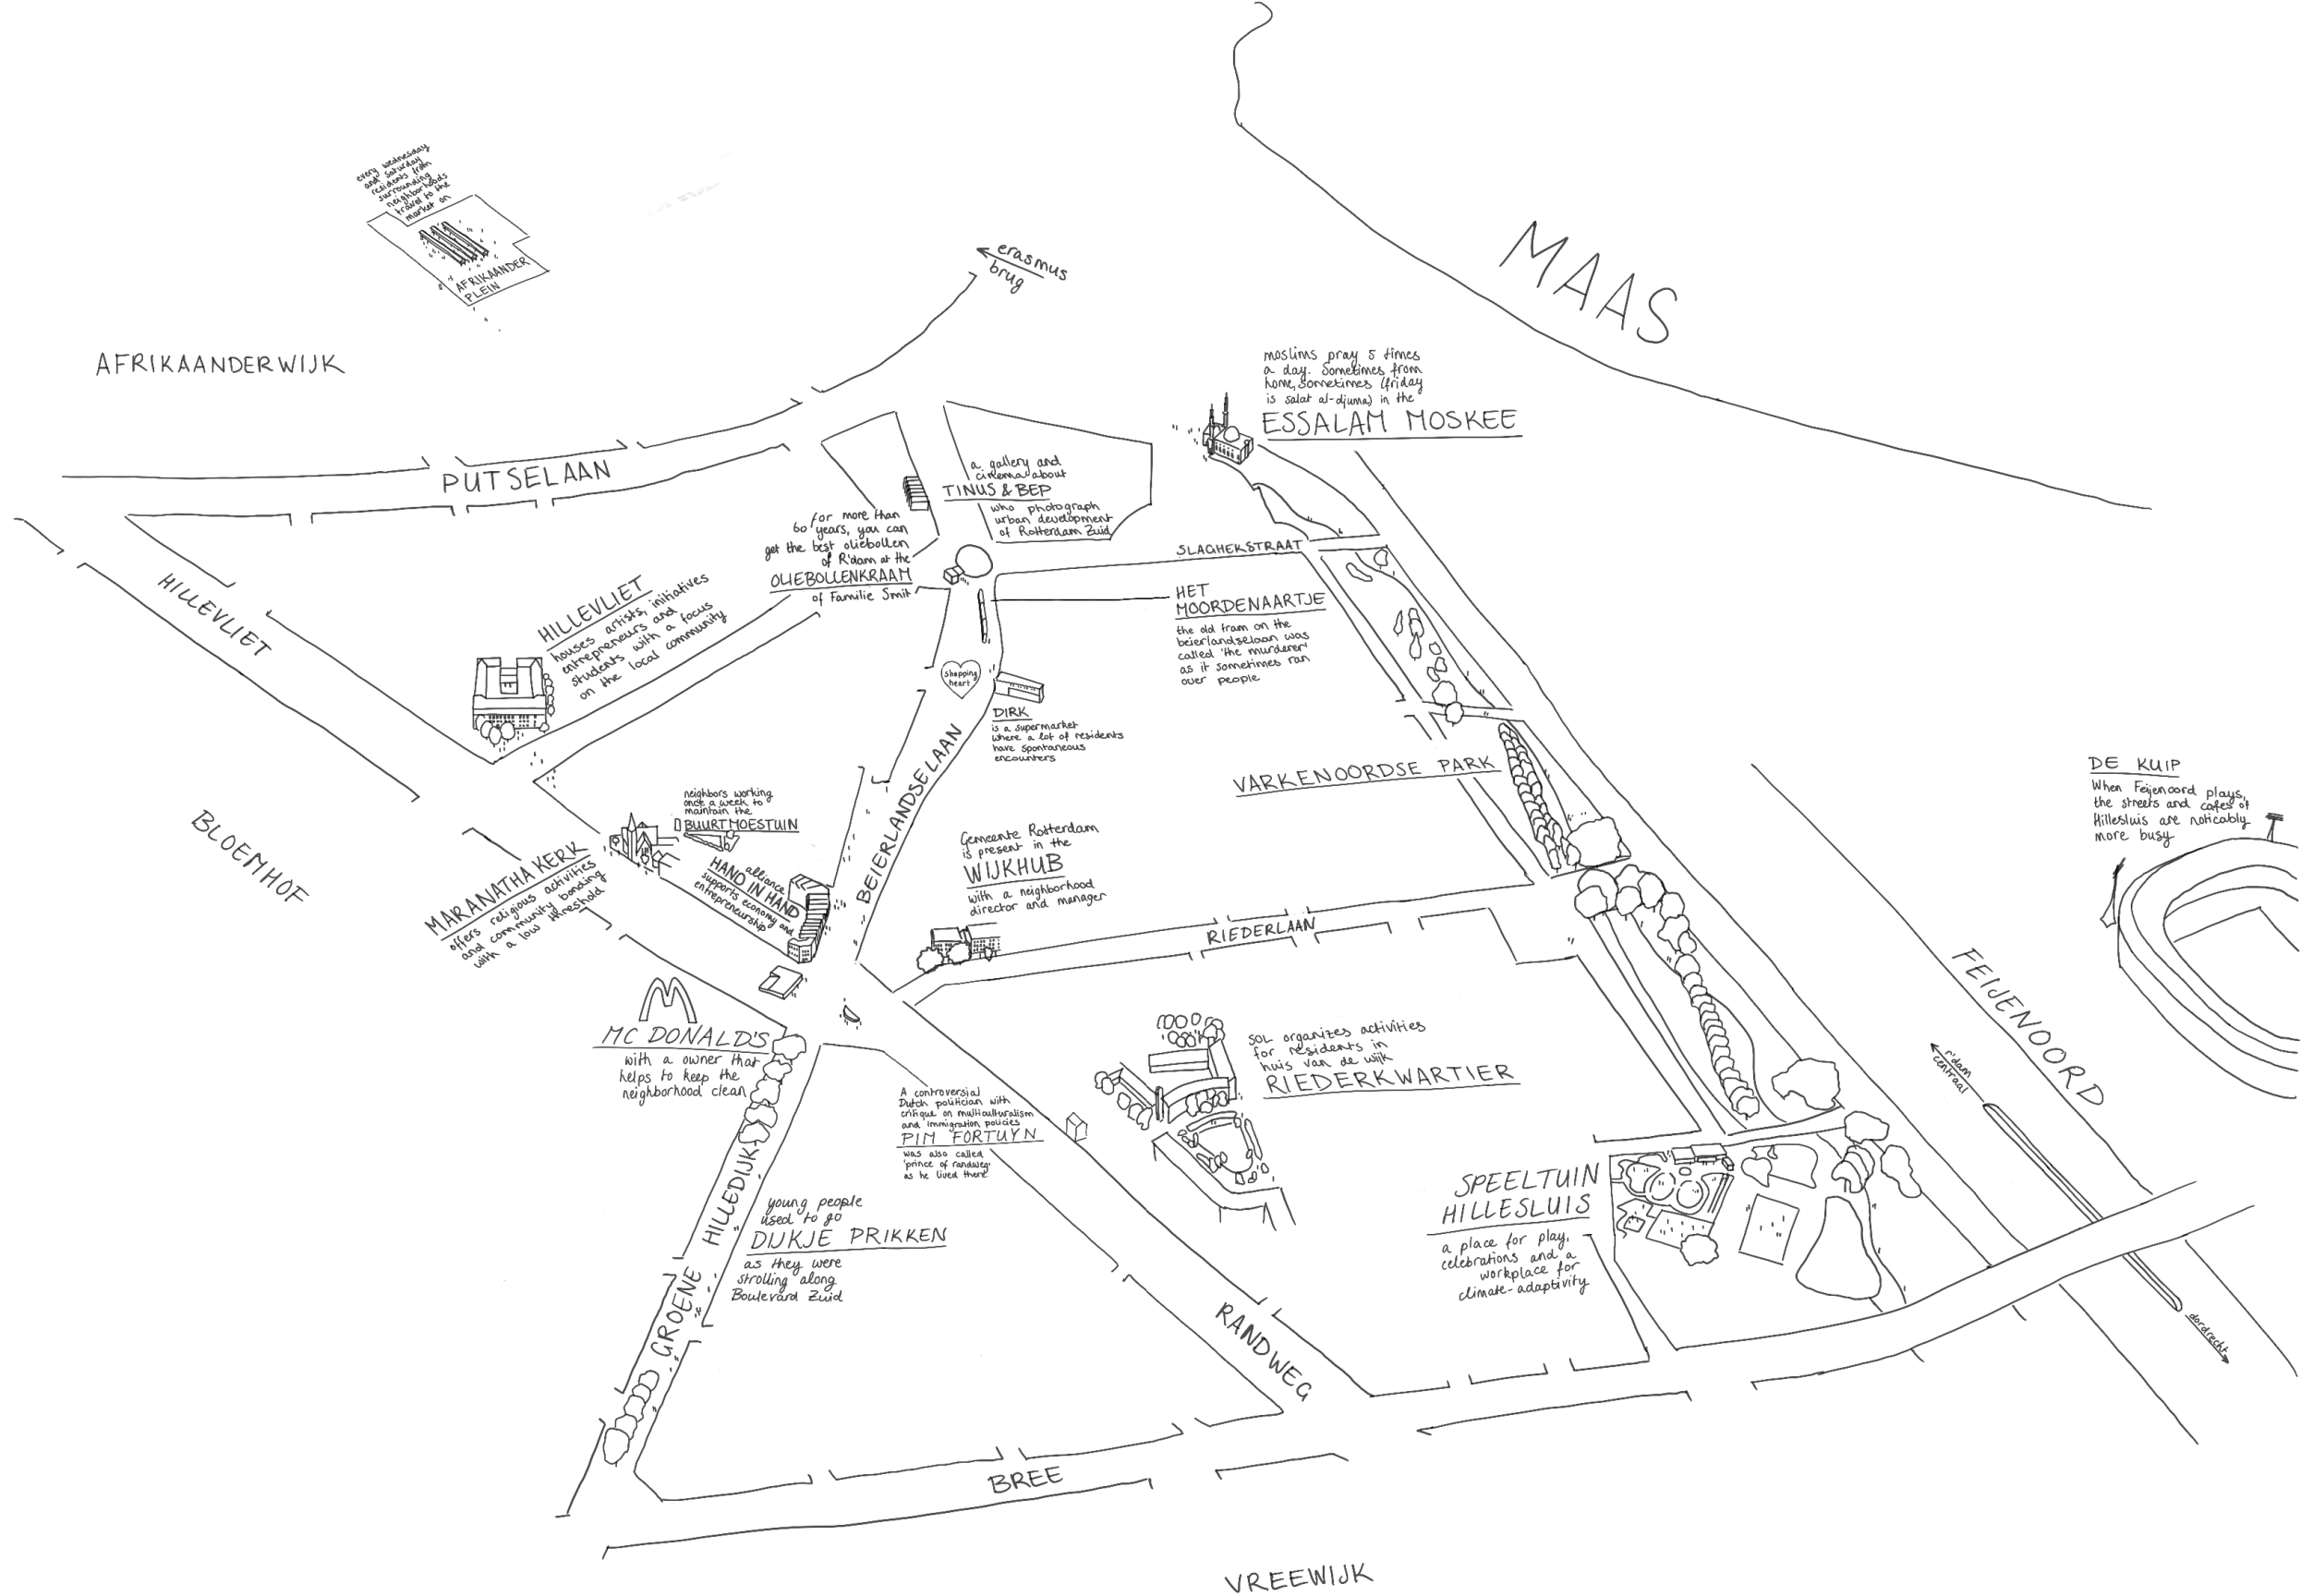 every wednesday
and saturday
residents from
surrounding
neighborhoods
travel to the
market on
AFRIKAANDER
PLEIN
erasmus
brug
MAAS
AFRIKAANDERWIJK
moslims pray 5 times
a day. Sometimes from
home, sometimes (friday
is salat al-djuma) in the
ESSALAM MOSKEE
PUTSELAAN
a gallery and
cinema about
TINUS & BEP
who photograph
urban development
of Rotterdam Zuid
for more than
60 years, you can
get the best oliebollen
of R'dam at the
OLIEBOLLENKRAAM
of Familie Smit
SLAGHEKSTRAAT
HILLEVLIET
HILLEVLIET
houses artists, initiatives
entrepreneurs and
students with a focus
on the local community
HET
MOORDENAARTJE
the old tram on the
beierlandselaan was
called 'the murderer'
as it sometimes ran
over people
shopping
heart
DIRK
is a supermarket
where a lot of residents
have spontaneous
encounters
BEIERLANDSELAAN
VARKENOORDSE PARK
DE KUIP
When Feijenoord plays,
the streets and cafes of
Hillesluis are noticably
more busy
BLOEMHOF
neighbors working
once a week to
maintain the
BUURTMOESTUIN
MARANATHA KERK
offers religious activities
and community bonding
with a low threshold
alliance
HAND IN HAND
supports economy and
entrepreneurship
Gemeente Rotterdam
is present in the
WIJKHUB
with a neighborhood
director and manager
RIEDERLAAN
FEIJENOORD
MC DONALD'S
with a owner that
helps to keep the
neighborhood clean
SOL organizes activities
for residents in
huis van de wijk
RIEDERKWARTIER
r'dam
centraal
A controversial
Dutch politician with
critique on multiculturalism
and immigration policies
PIM FORTUYN
was also called
'prince of randweg'
as he lived there
GROENE HILLEDIJK
young people
used to go
DIJKJE PRIKKEN
as they were
strolling along
Boulevard Zuid
SPEELTUIN
HILLESLUIS
a place for play,
celebrations and a
workplace for
climate-adaptivity
RANDWEG
dordrecht
BREE
VREEWIJK